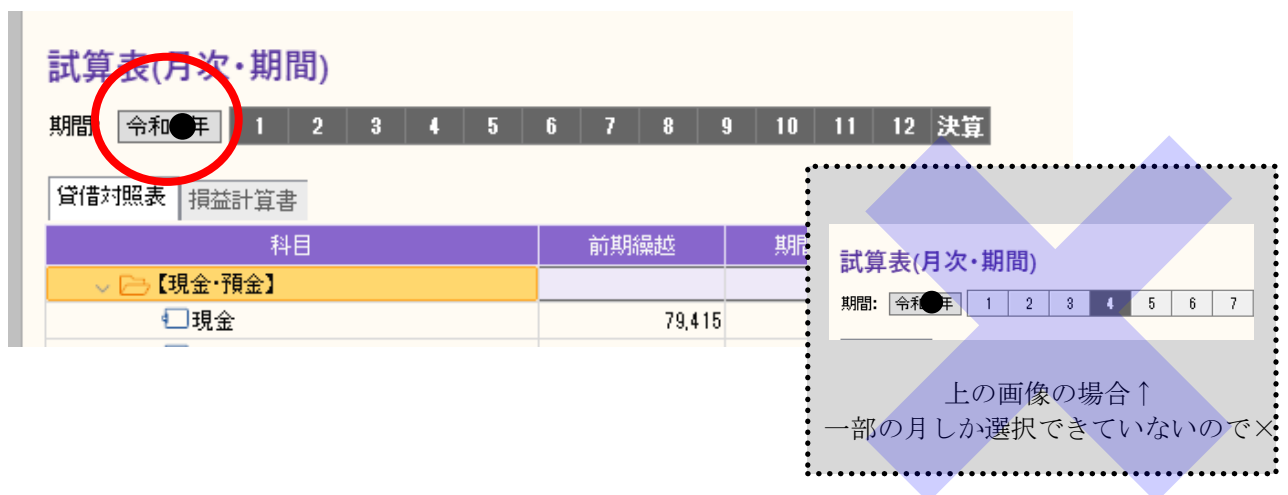 試算表(月次・期間)
期間: 令和●年 1 2 3 4 5 6 7 8 9 10 11 12 決算
貸借対照表 損益計算書
科目 前期繰越 期間
【現金・預金】
現金 79,415
試算表(月次・期間)
期間: 令和●年 1 2 3 4 5 6 7
上の画像の場合↑
一部の月しか選択できていないので×